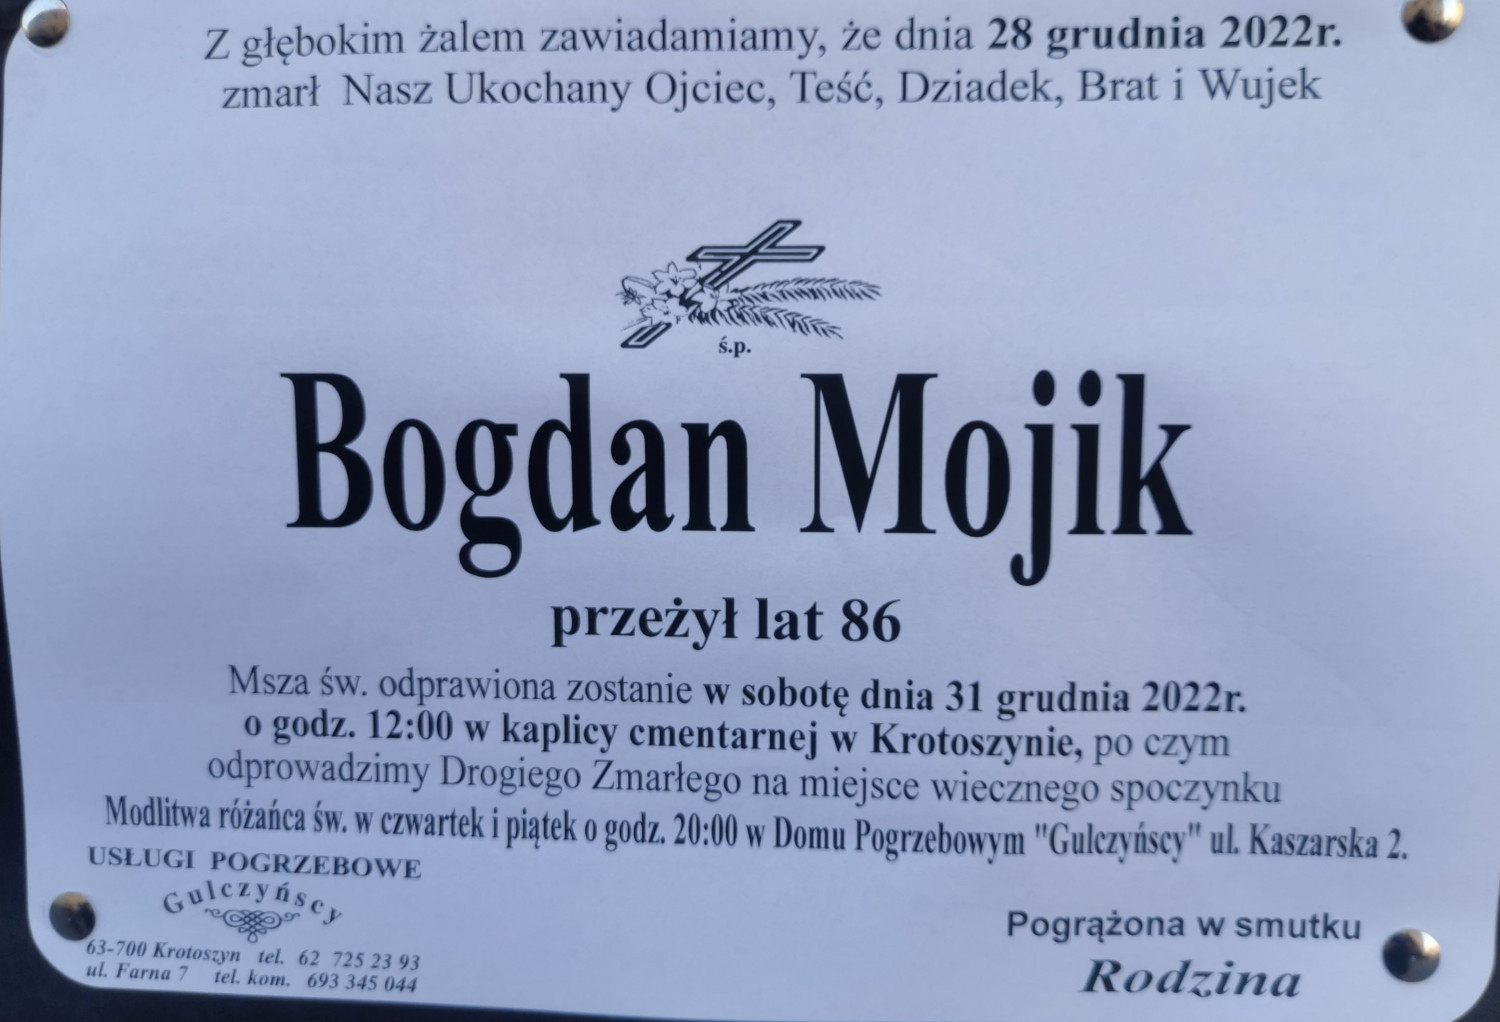 Z głębokim żalem zawiadamiamy, że dnia 28 grudnia 2022r.
zmarł Nasz Ukochany Ojciec, Teść, Dziadek, Brat i Wujek
ś.p.
Bogdan Mojik
przeżył lat 86
Msza św. odprawiona zostanie w sobotę dnia 31 grudnia 2022r.
o godz. 12:00 w kaplicy cmentarnej w Krotoszynie, po czym
odprowadzimy Drogiego Zmarłego na miejsce wiecznego spoczynku
Modlitwa różańca św. w czwartek i piątek o godz. 20:00 w Domu Pogrzebowym "Gulczyńscy" ul. Kaszarska 2.
USŁUGI POGRZEBOWE
Gulczyńscy
63-700 Krotoszyn tel. 62 725 23 93
ul. Farna 7 tel. kom. 693 345 044
Pogrążona w smutku
Rodzina